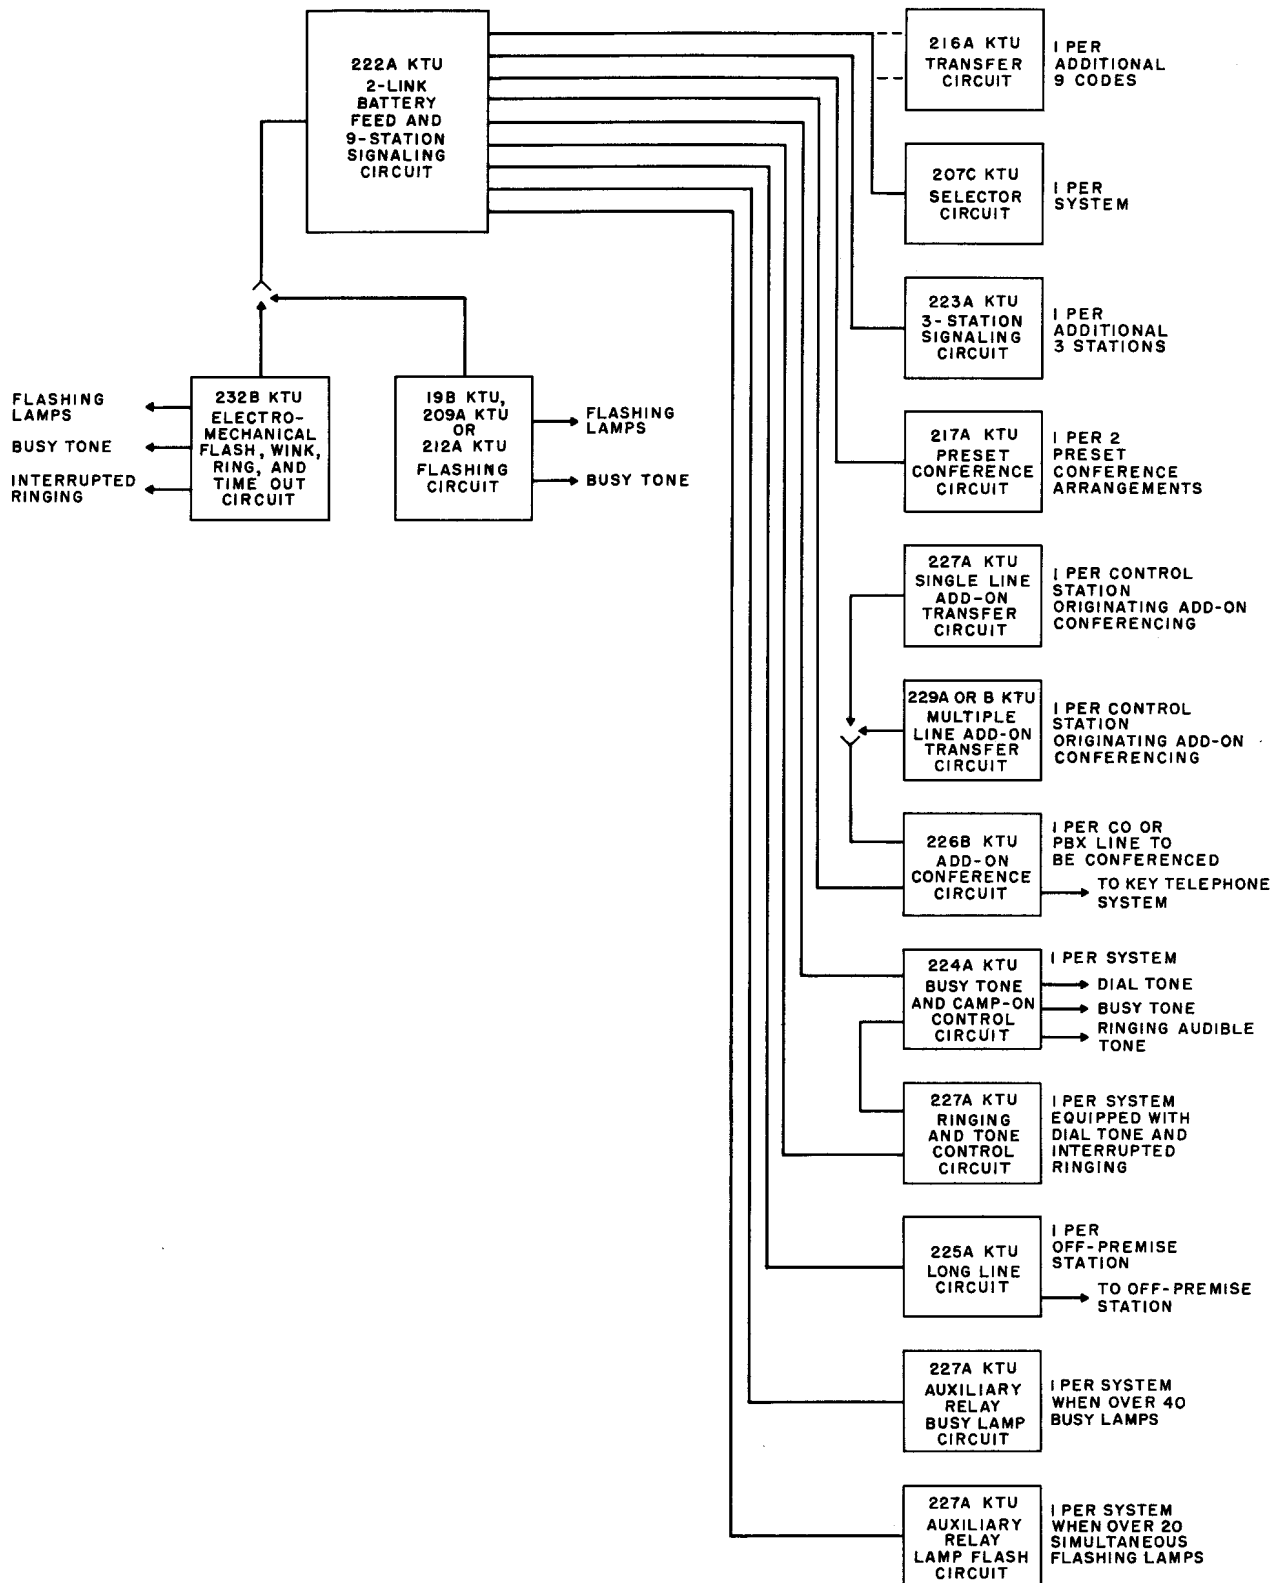 222A KTU
2-LINK
BATTERY
FEED AND
9-STATION
SIGNALING
CIRCUIT
216A KTU
TRANSFER
CIRCUIT
1 PER
ADDITIONAL
9 CODES
207C KTU
SELECTOR
CIRCUIT
1 PER
SYSTEM
223A KTU
3-STATION
SIGNALING
CIRCUIT
1 PER
ADDITIONAL
3 STATIONS
FLASHING
LAMPS
BUSY TONE
INTERRUPTED
RINGING
232B KTU
ELECTRO-
MECHANICAL
FLASH, WINK,
RING, AND
TIME OUT
CIRCUIT
19B KTU,
209A KTU
OR
212A KTU
FLASHING
CIRCUIT
FLASHING
LAMPS
BUSY TONE
217A KTU
PRESET
CONFERENCE
CIRCUIT
1 PER 2
PRESET
CONFERENCE
ARRANGEMENTS
227A KTU
SINGLE LINE
ADD-ON
TRANSFER
CIRCUIT
1 PER CONTROL
STATION
ORIGINATING ADD-ON
CONFERENCING
229A OR B KTU
MULTIPLE
LINE ADD-ON
TRANSFER
CIRCUIT
1 PER CONTROL
STATION
ORIGINATING ADD-ON
CONFERENCING
226B KTU
ADD-ON
CONFERENCE
CIRCUIT
1 PER CO OR
PBX LINE TO
BE CONFERENCED
TO KEY TELEPHONE
SYSTEM
224A KTU
BUSY TONE
AND CAMP-ON
CONTROL
CIRCUIT
1 PER SYSTEM
DIAL TONE
BUSY TONE
RINGING AUDIBLE
TONE
227A KTU
RINGING
AND TONE
CONTROL
CIRCUIT
1 PER SYSTEM
EQUIPPED WITH
DIAL TONE AND
INTERRUPTED
RINGING
225A KTU
LONG LINE
CIRCUIT
1 PER
OFF-PREMISE
STATION
TO OFF-PREMISE
STATION
227A KTU
AUXILIARY
RELAY
BUSY LAMP
CIRCUIT
1 PER SYSTEM
WHEN OVER 40
BUSY LAMPS
227A KTU
AUXILIARY
RELAY
LAMP FLASH
CIRCUIT
1 PER SYSTEM
WHEN OVER 20
SIMULTANEOUS
FLASHING LAMPS